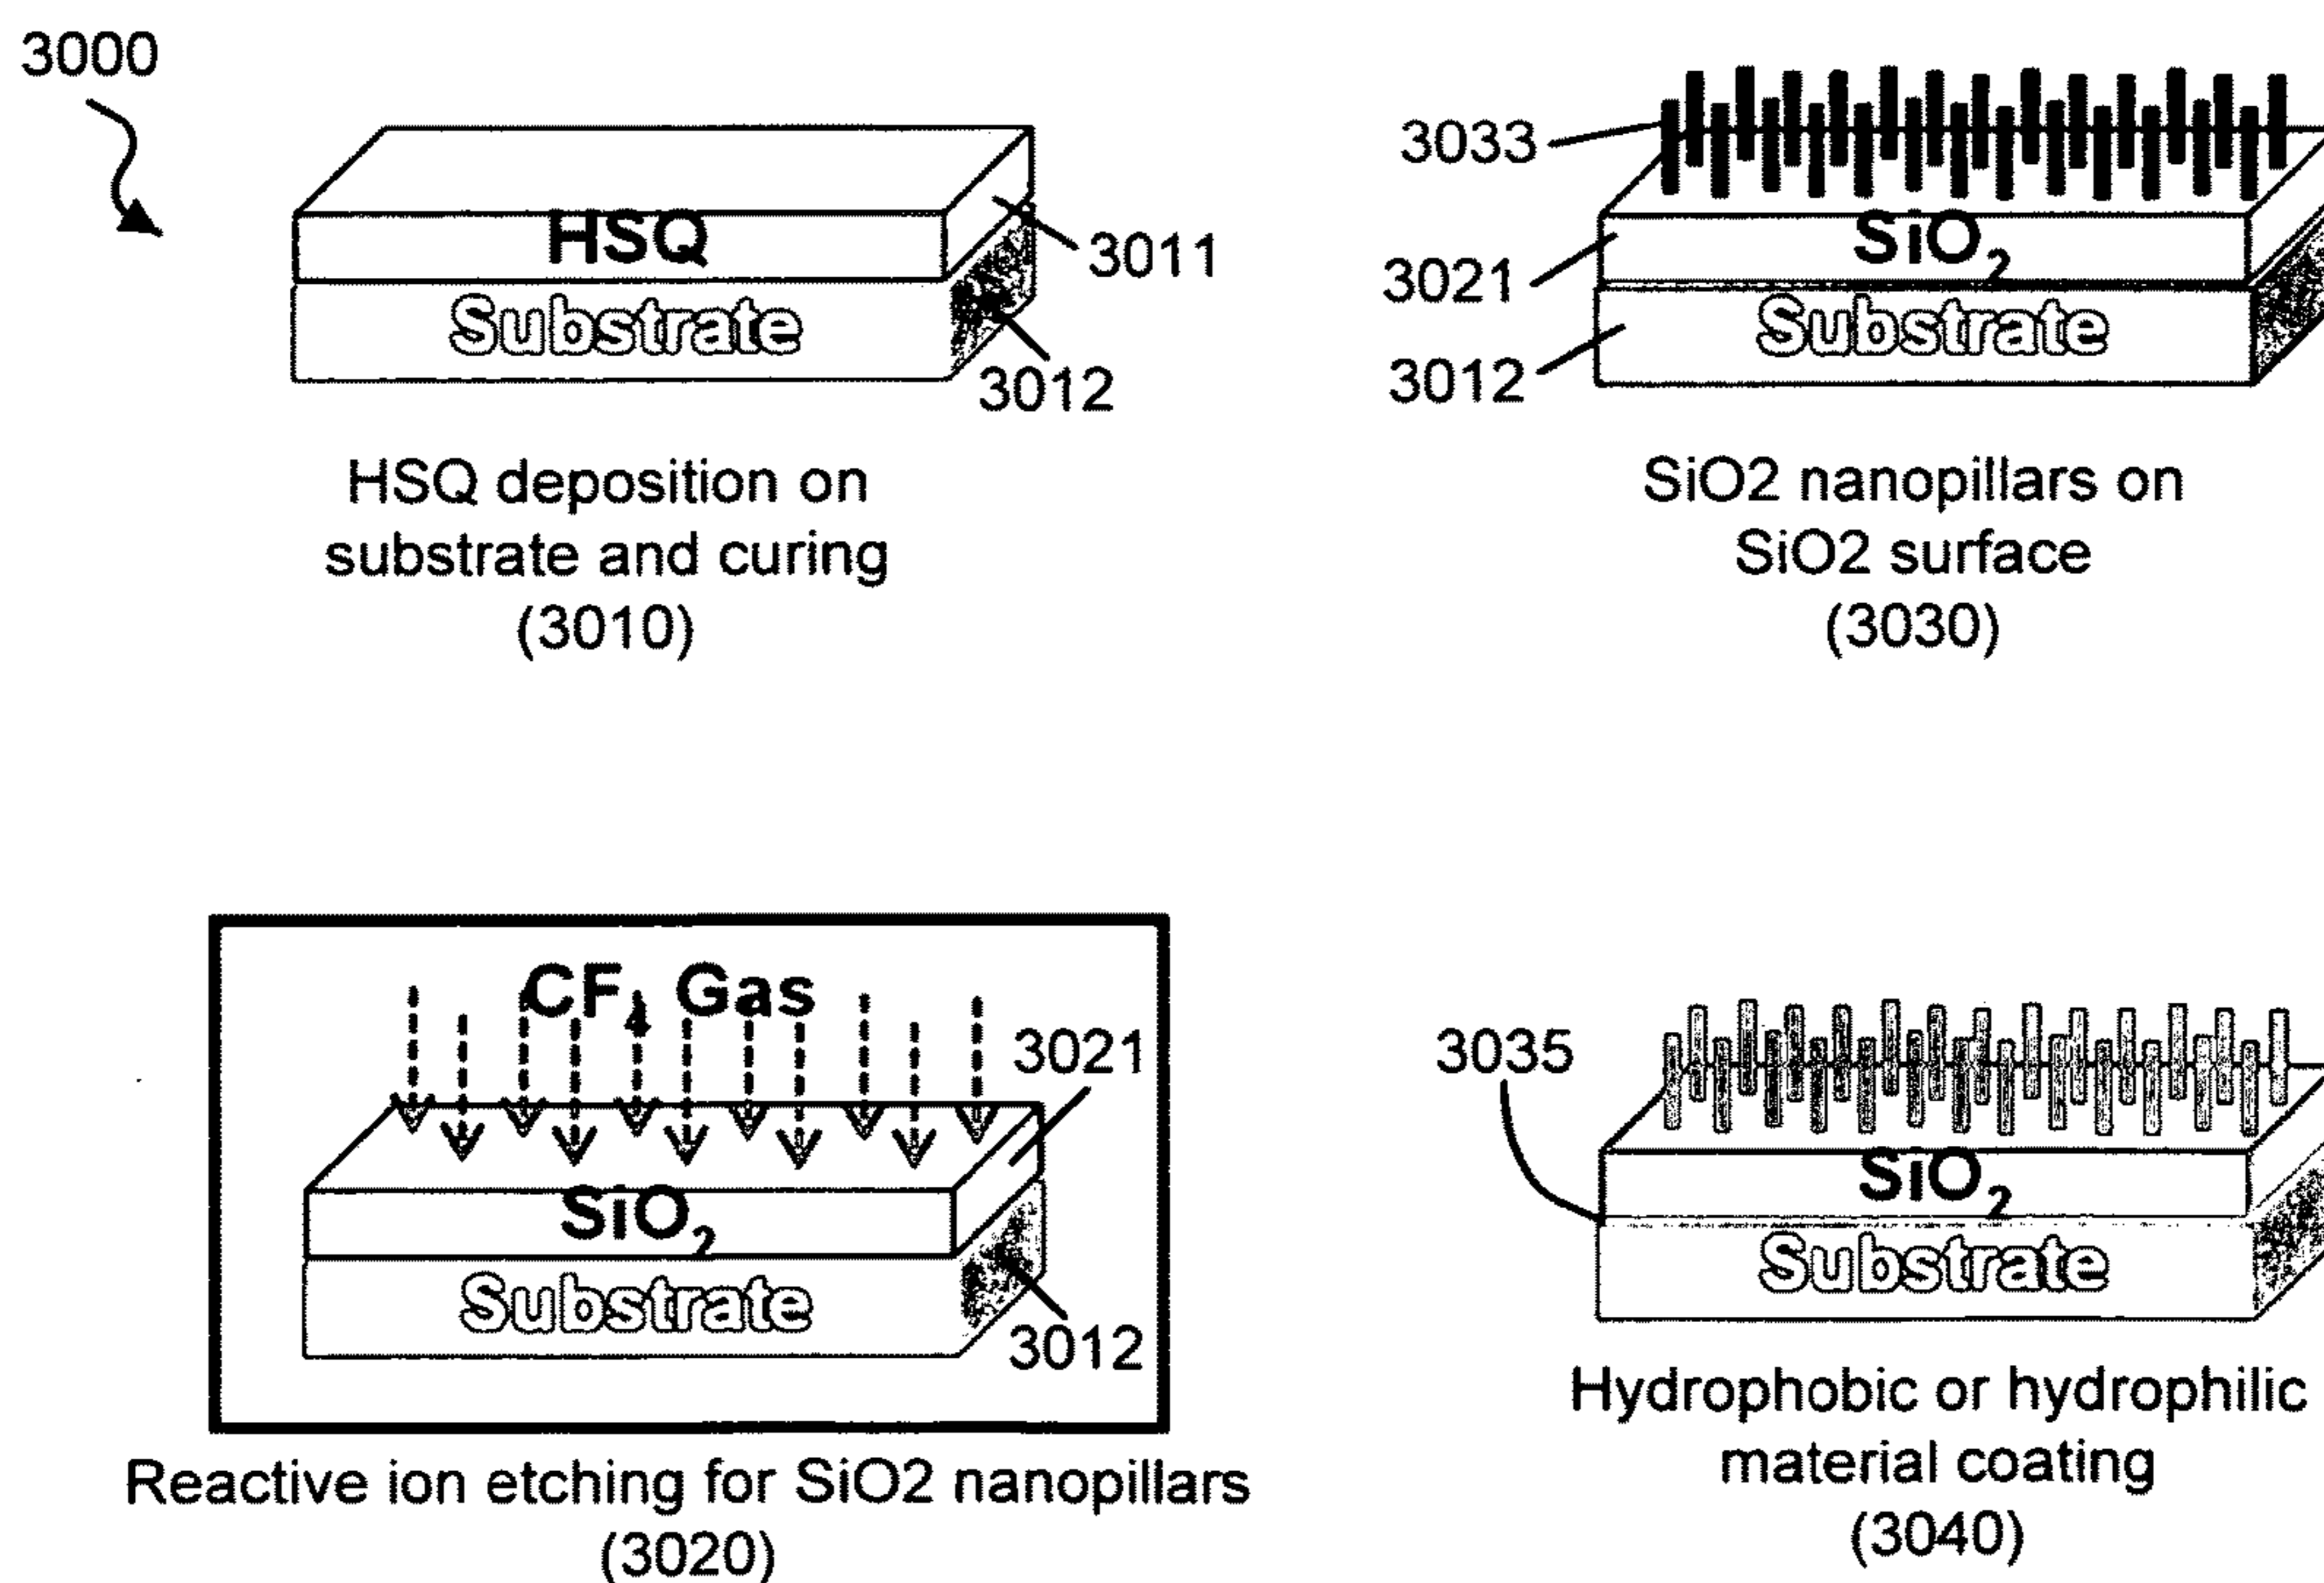 3000
HSQ
Substrate
3011
3012
HSQ deposition on
substrate and curing
(3010)
3033
3021
3012
SiO₂
Substrate
SiO2 nanopillars on
SiO2 surface
(3030)
CF₄ Gas
3021
SiO₂
Substrate
3012
Reactive ion etching for SiO2 nanopillars
(3020)
3035
SiO₂
Substrate
Hydrophobic or hydrophilic
material coating
(3040)